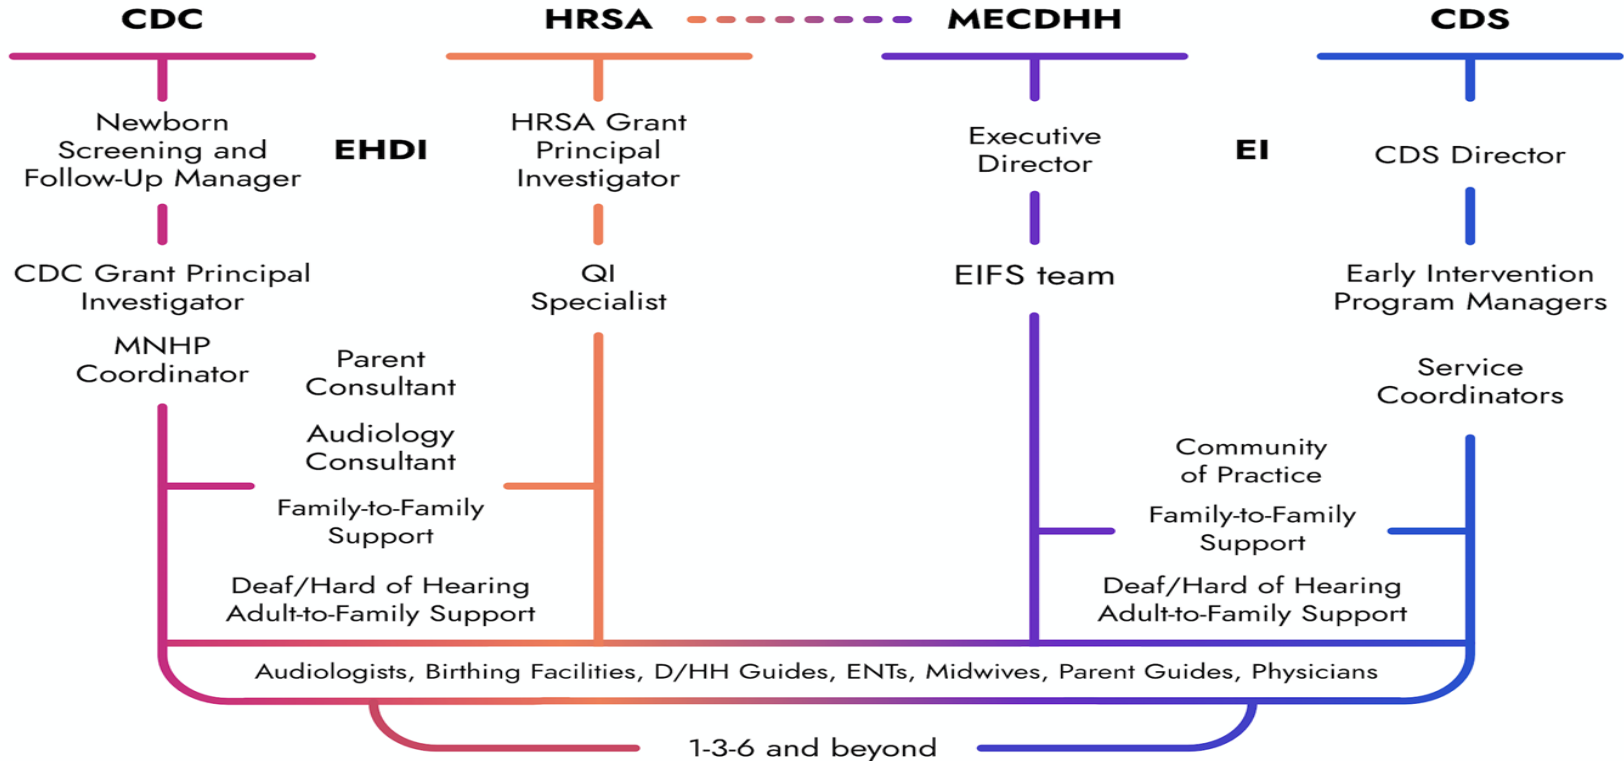 CDC
HRSA
MECDHH
CDS
Newborn
Screening and
Follow-Up Manager
EHDI
HRSA Grant
Principal
Investigator
Executive
Director
EI
CDS Director
CDC Grant Principal
Investigator
QI
Specialist
EIFS team
Early Intervention
Program Managers
MNHP
Coordinator
Parent
Consultant
Service
Coordinators
Audiology
Consultant
Community
of Practice
Family-to-Family
Support
Family-to-Family
Support
Deaf/Hard of Hearing
Adult-to-Family Support
Deaf/Hard of Hearing
Adult-to-Family Support
Audiologists, Birthing Facilities, D/HH Guides, ENTs, Midwives, Parent Guides, Physicians
1-3-6 and beyond